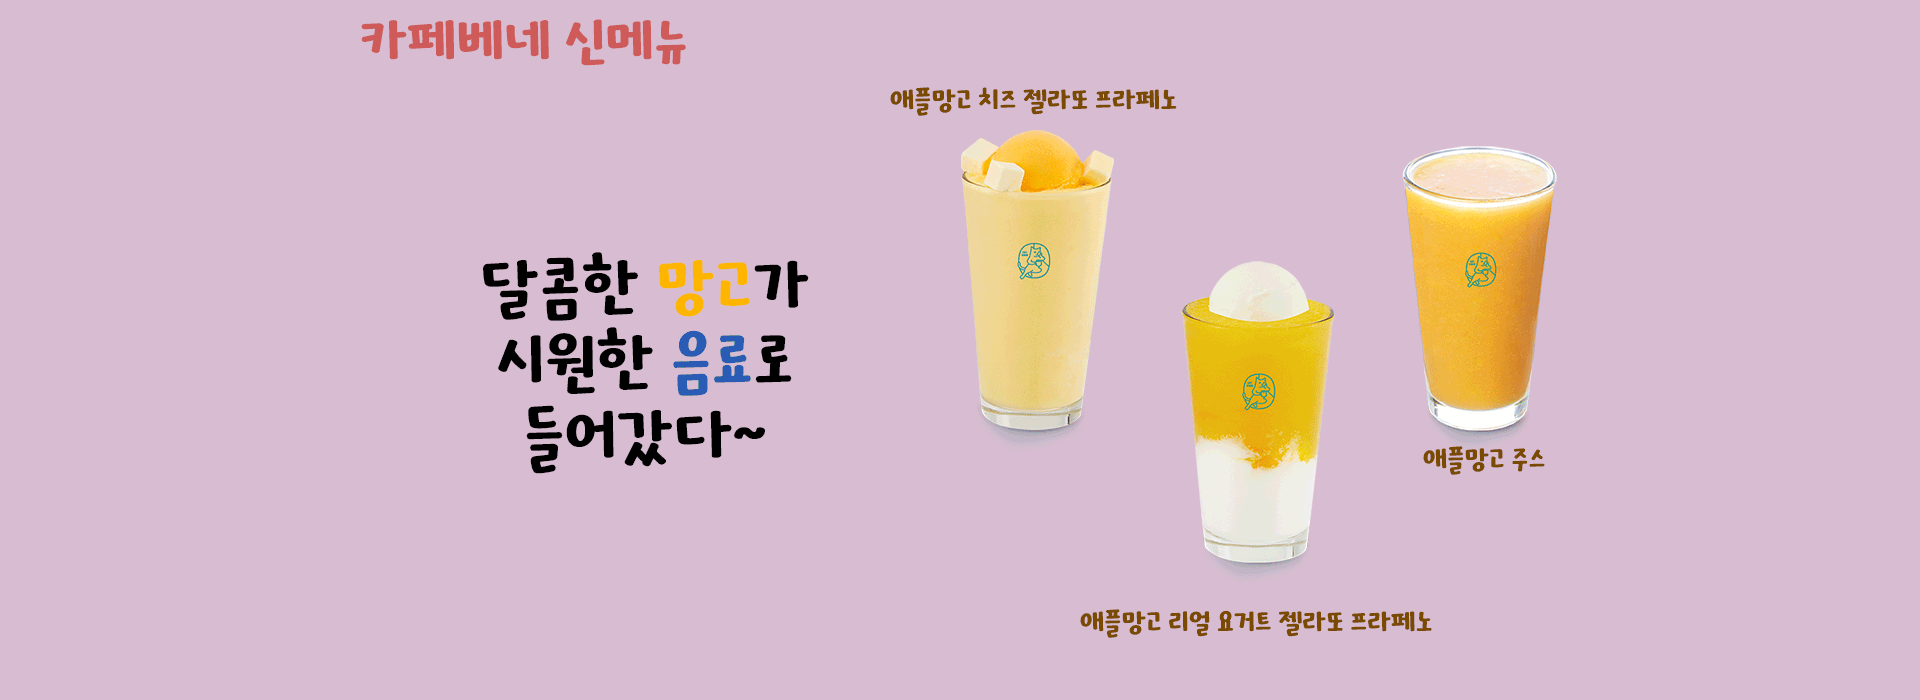 카페베네 신메뉴
애플망고 치즈 젤라또 프라페노
달콤한 망고가
시원한 음료로
들어갔다~
애플망고 주스
애플망고 리얼 요거트 젤라또 프라페노